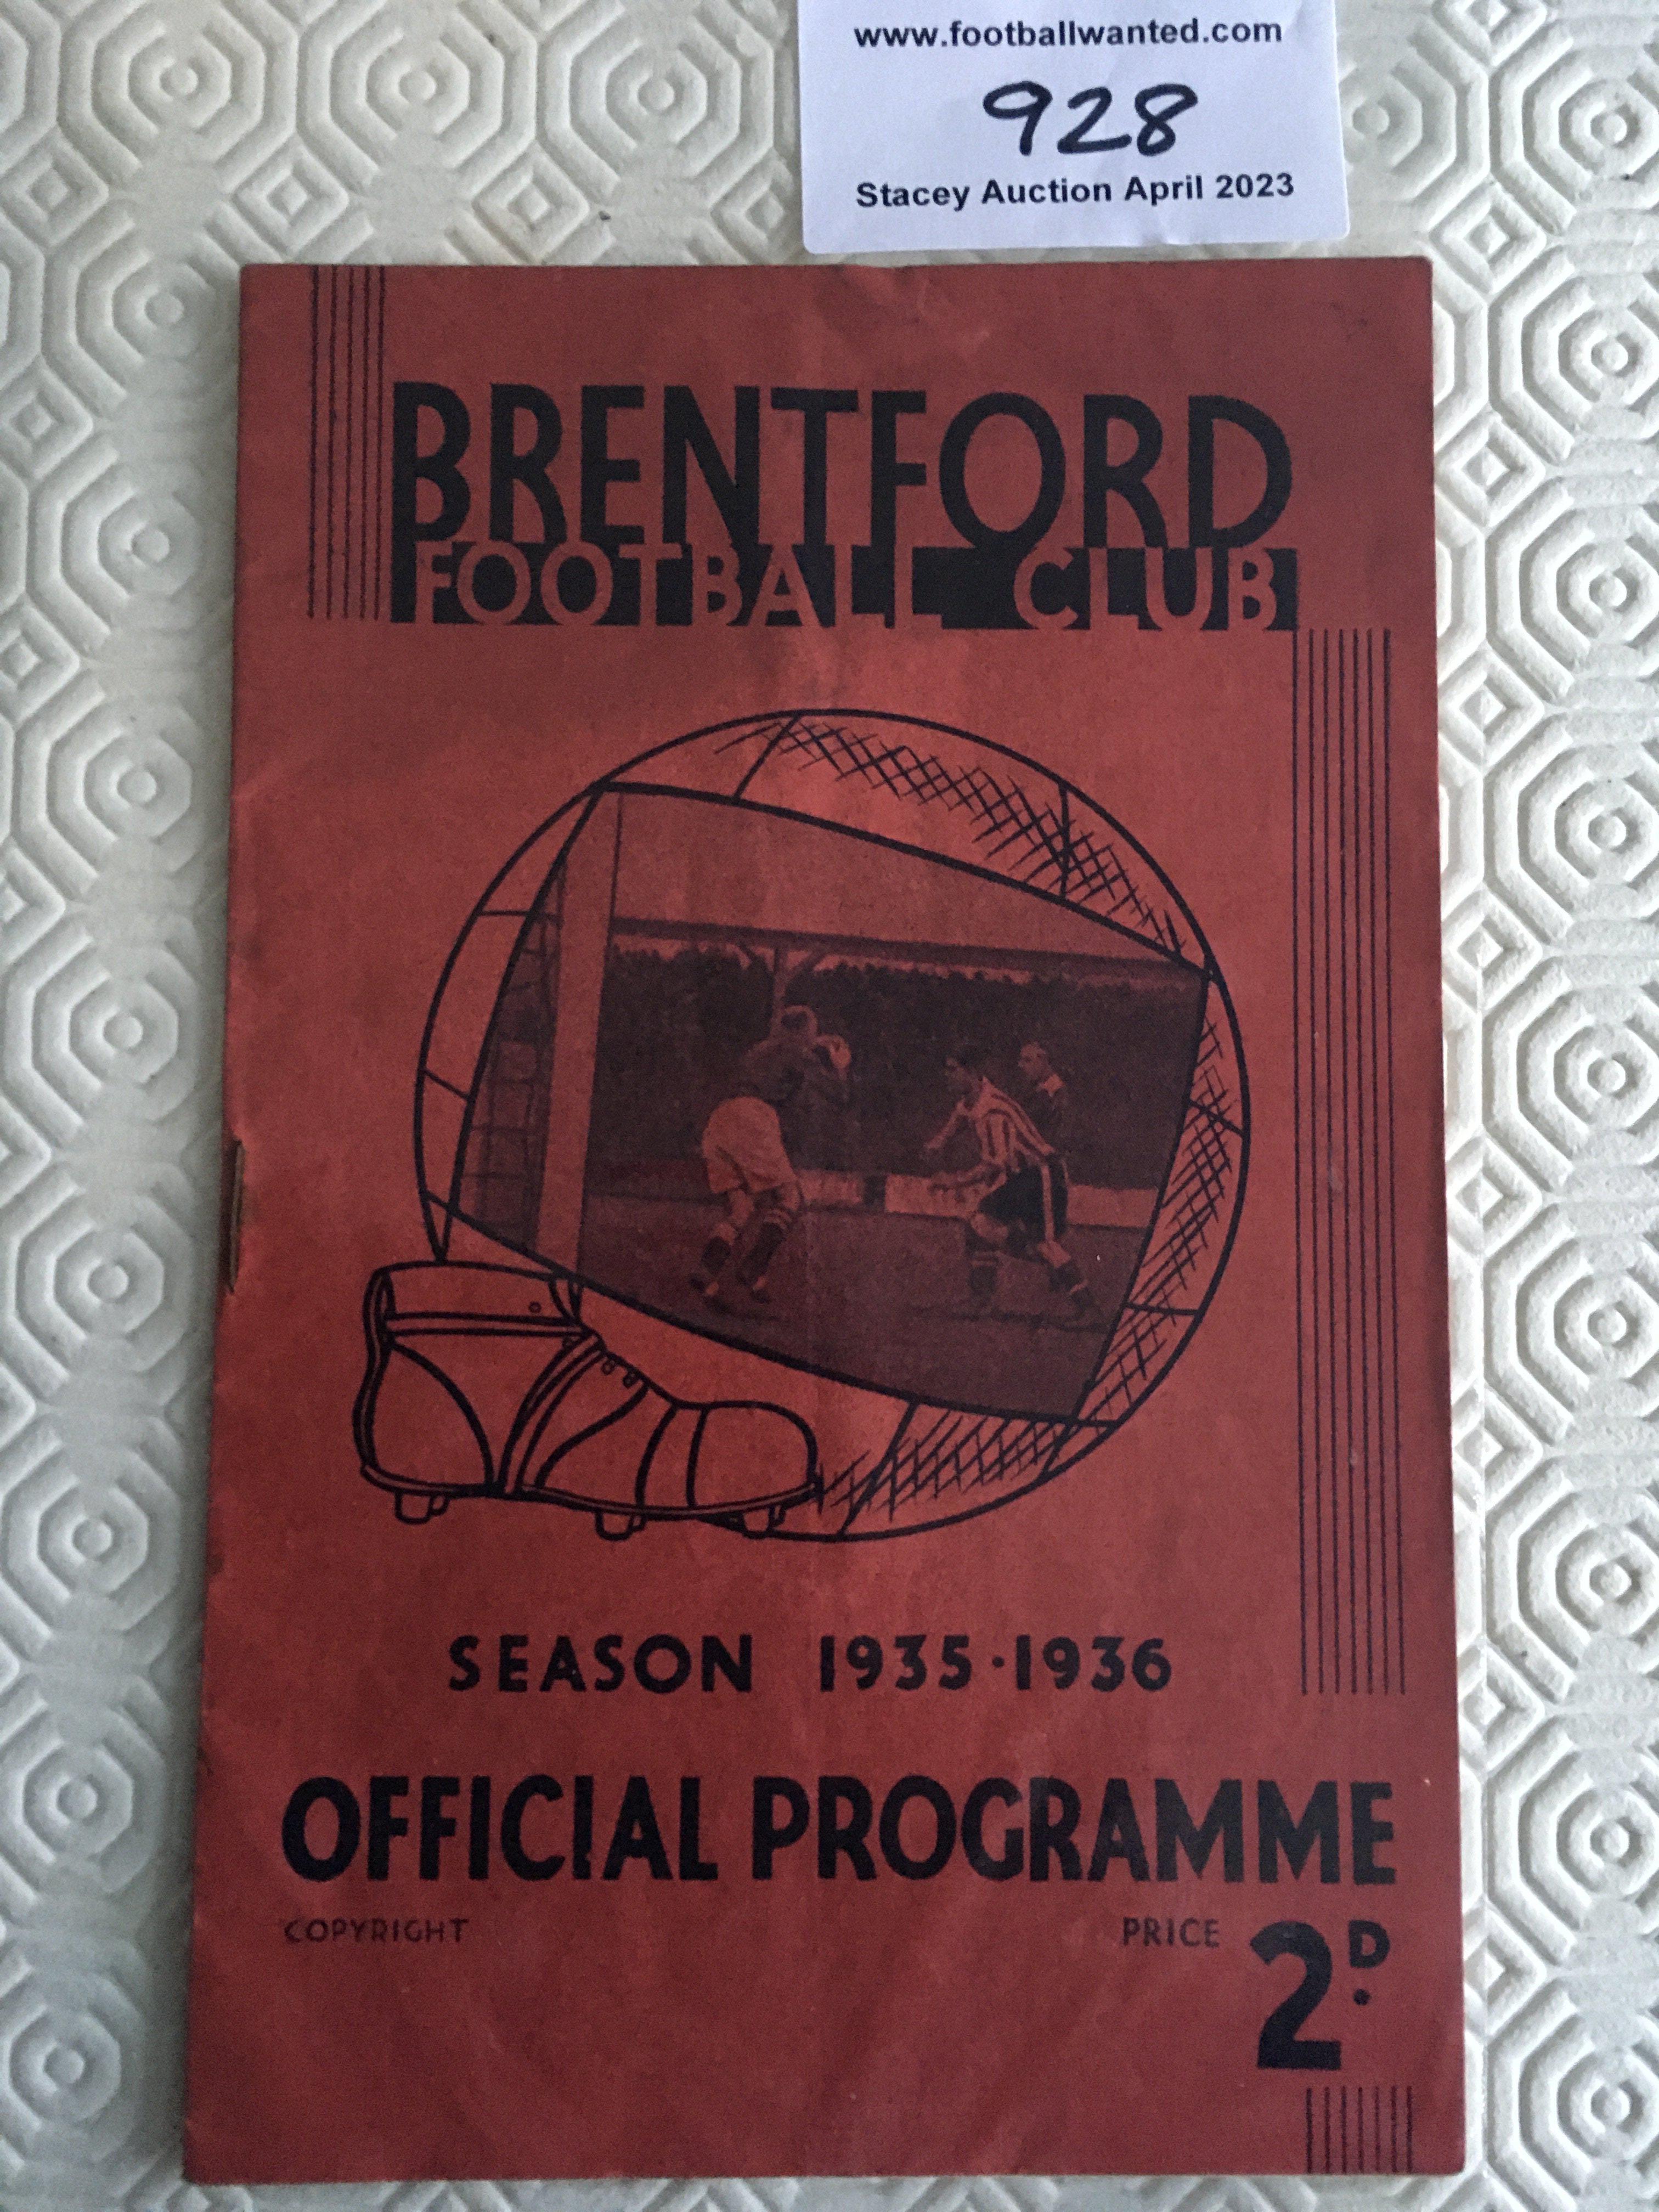 www.footballwanted.com
928
Stacey Auction April 2023
BRENTFORD
FOOTBALL CLUB
SEASON 1935·1936
OFFICIAL PROGRAMME
COPYRIGHT PRICE 2D.